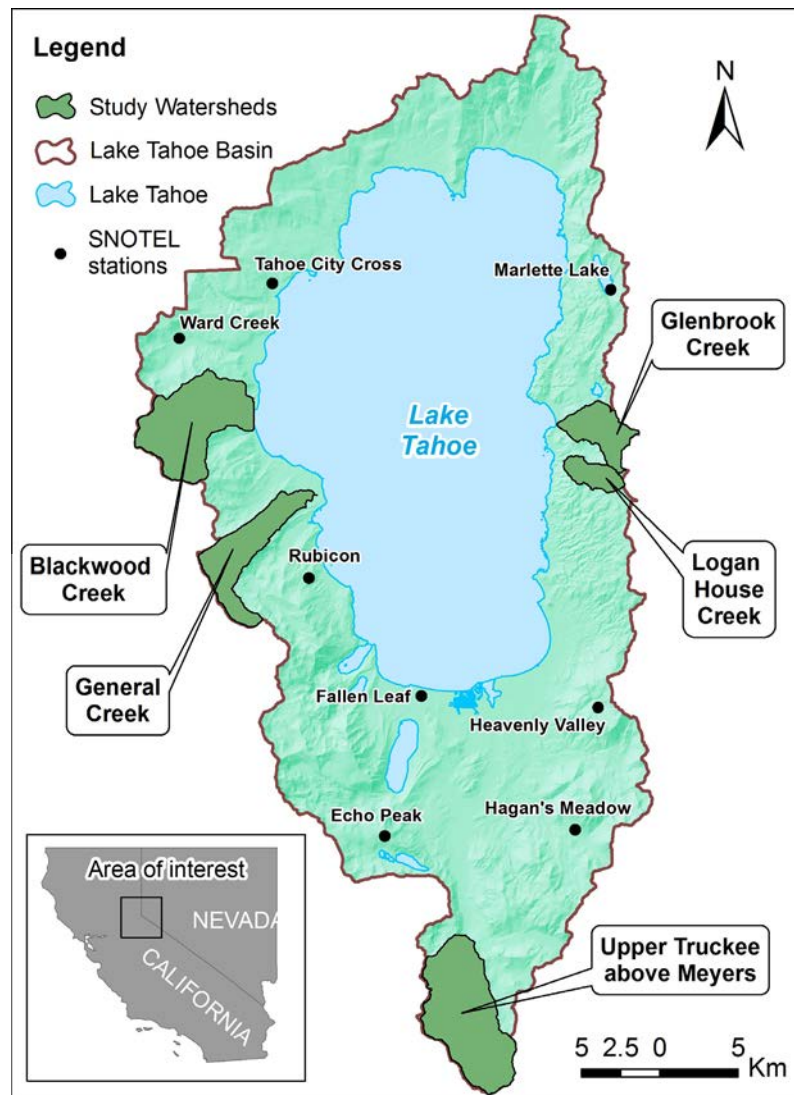 Legend
Study Watersheds
Lake Tahoe Basin
Lake Tahoe
SNOTEL
stations
N
Tahoe City Cross
Marlette Lake
Ward Creek
Glenbrook
Creek
Lake
Tahoe
Blackwood
Creek
Rubicon
Logan
House
Creek
General
Creek
Fallen Leaf
Heavenly Valley
Echo Peak
Hagan's Meadow
Area of interest
NEVADA
CALIFORNIA
Upper Truckee
above Meyers
5 2.5 0 5
Km